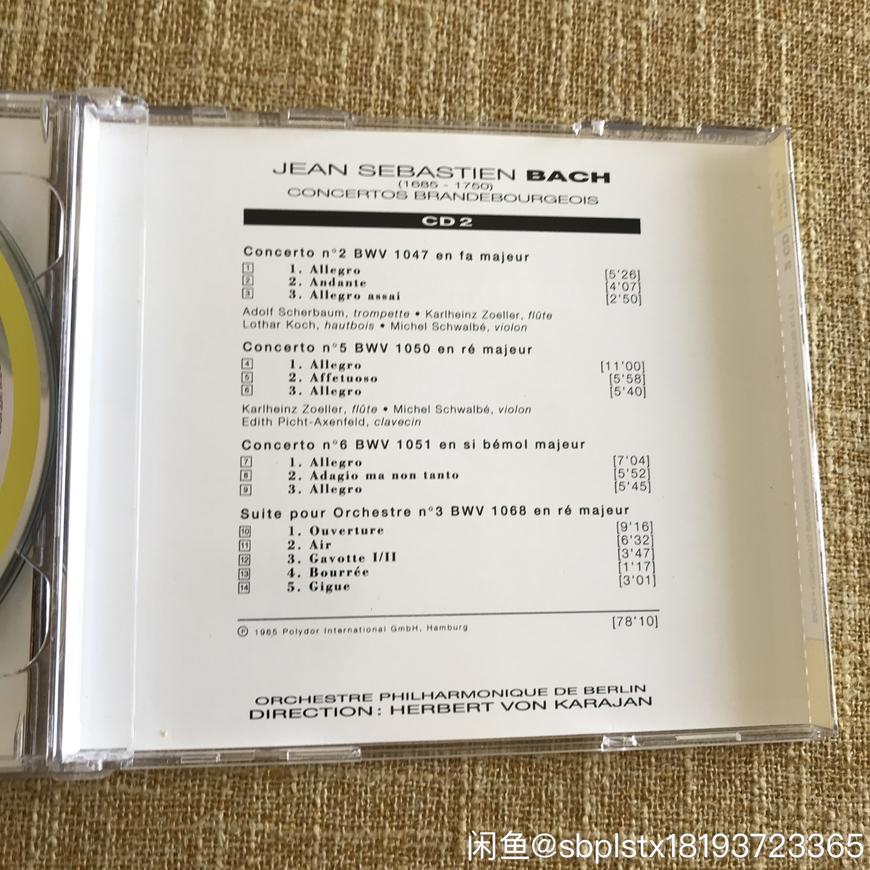 JEAN SEBASTIEN BACH
(1685 - 1750)
CONCERTOS BRANDEBOURGEOIS
CD 2
Concerto n°2 BWV 1047 en fa majeur
1 1. Allegro [5'26]
2 2. Andante [4'07]
3 3. Allegro assai [2'50]
Adolf Scherbaum, trompette • Karlheinz Zoeller, flûte
Lothar Koch, hautbois • Michel Schwalbé, violon
Concerto n°5 BWV 1050 en ré majeur
4 1. Allegro [11'00]
5 2. Affetuoso [5'58]
6 3. Allegro [5'40]
Karlheinz Zoeller, flûte • Michel Schwalbé, violon
Edith Picht-Axenfeld, clavecin
Concerto n°6 BWV 1051 en si bémol majeur
7 1. Allegro [7'04]
8 2. Adagio ma non tanto [5'52]
9 3. Allegro [5'45]
Suite pour Orchestre n°3 BWV 1068 en ré majeur
10 1. Ouverture [9'16]
11 2. Air [6'32]
12 3. Gavotte I/II [3'47]
13 4. Bourrée [1'17]
14 5. Gigue [3'01]
℗ 1965 Polydor International GmbH, Hamburg [78'10]
ORCHESTRE PHILHARMONIQUE DE BERLIN
DIRECTION : HERBERT VON KARAJAN
闲鱼@sbplstx18193723365